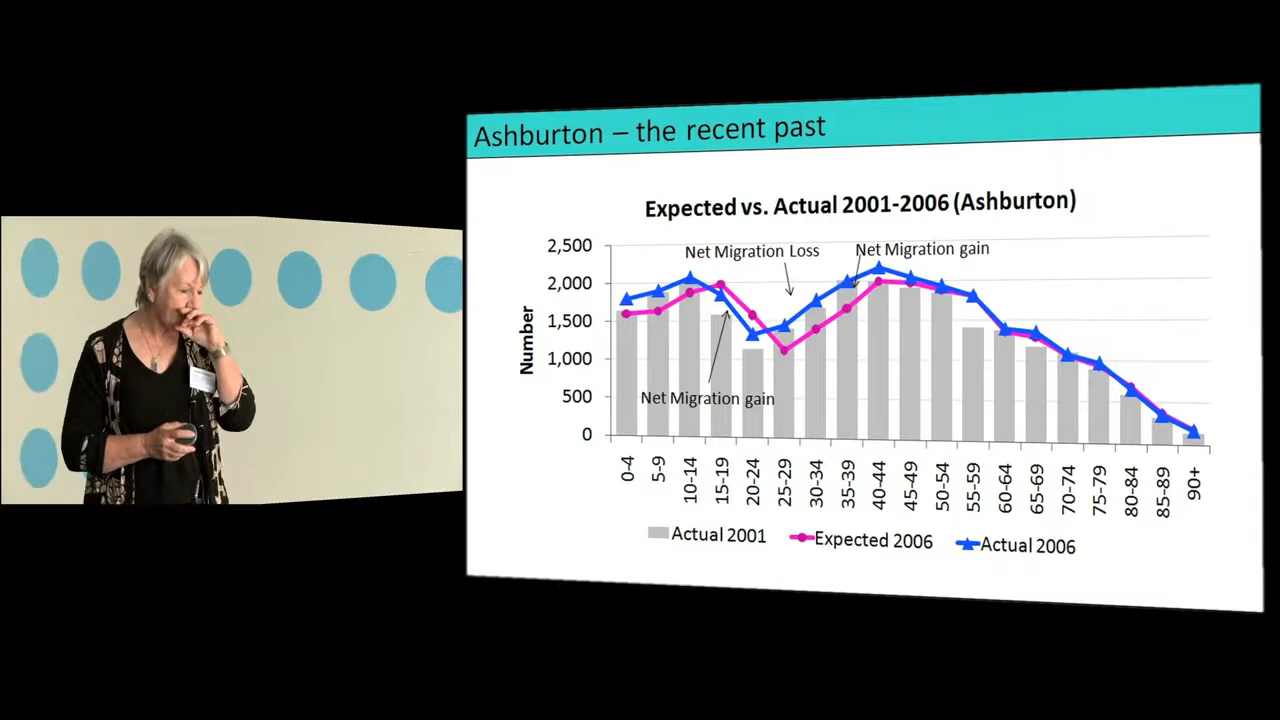 Ashburton – the recent past
Expected vs. Actual 2001-2006 (Ashburton)
Net Migration Loss
Net Migration gain
Net Migration gain
Number
2,500
2,000
1,500
1,000
500
0
0-4
5-9
10-14
15-19
20-24
25-29
30-34
35-39
40-44
45-49
50-54
55-59
60-64
65-69
70-74
75-79
80-84
85-89
90+
Actual 2001
Expected 2006
Actual 2006